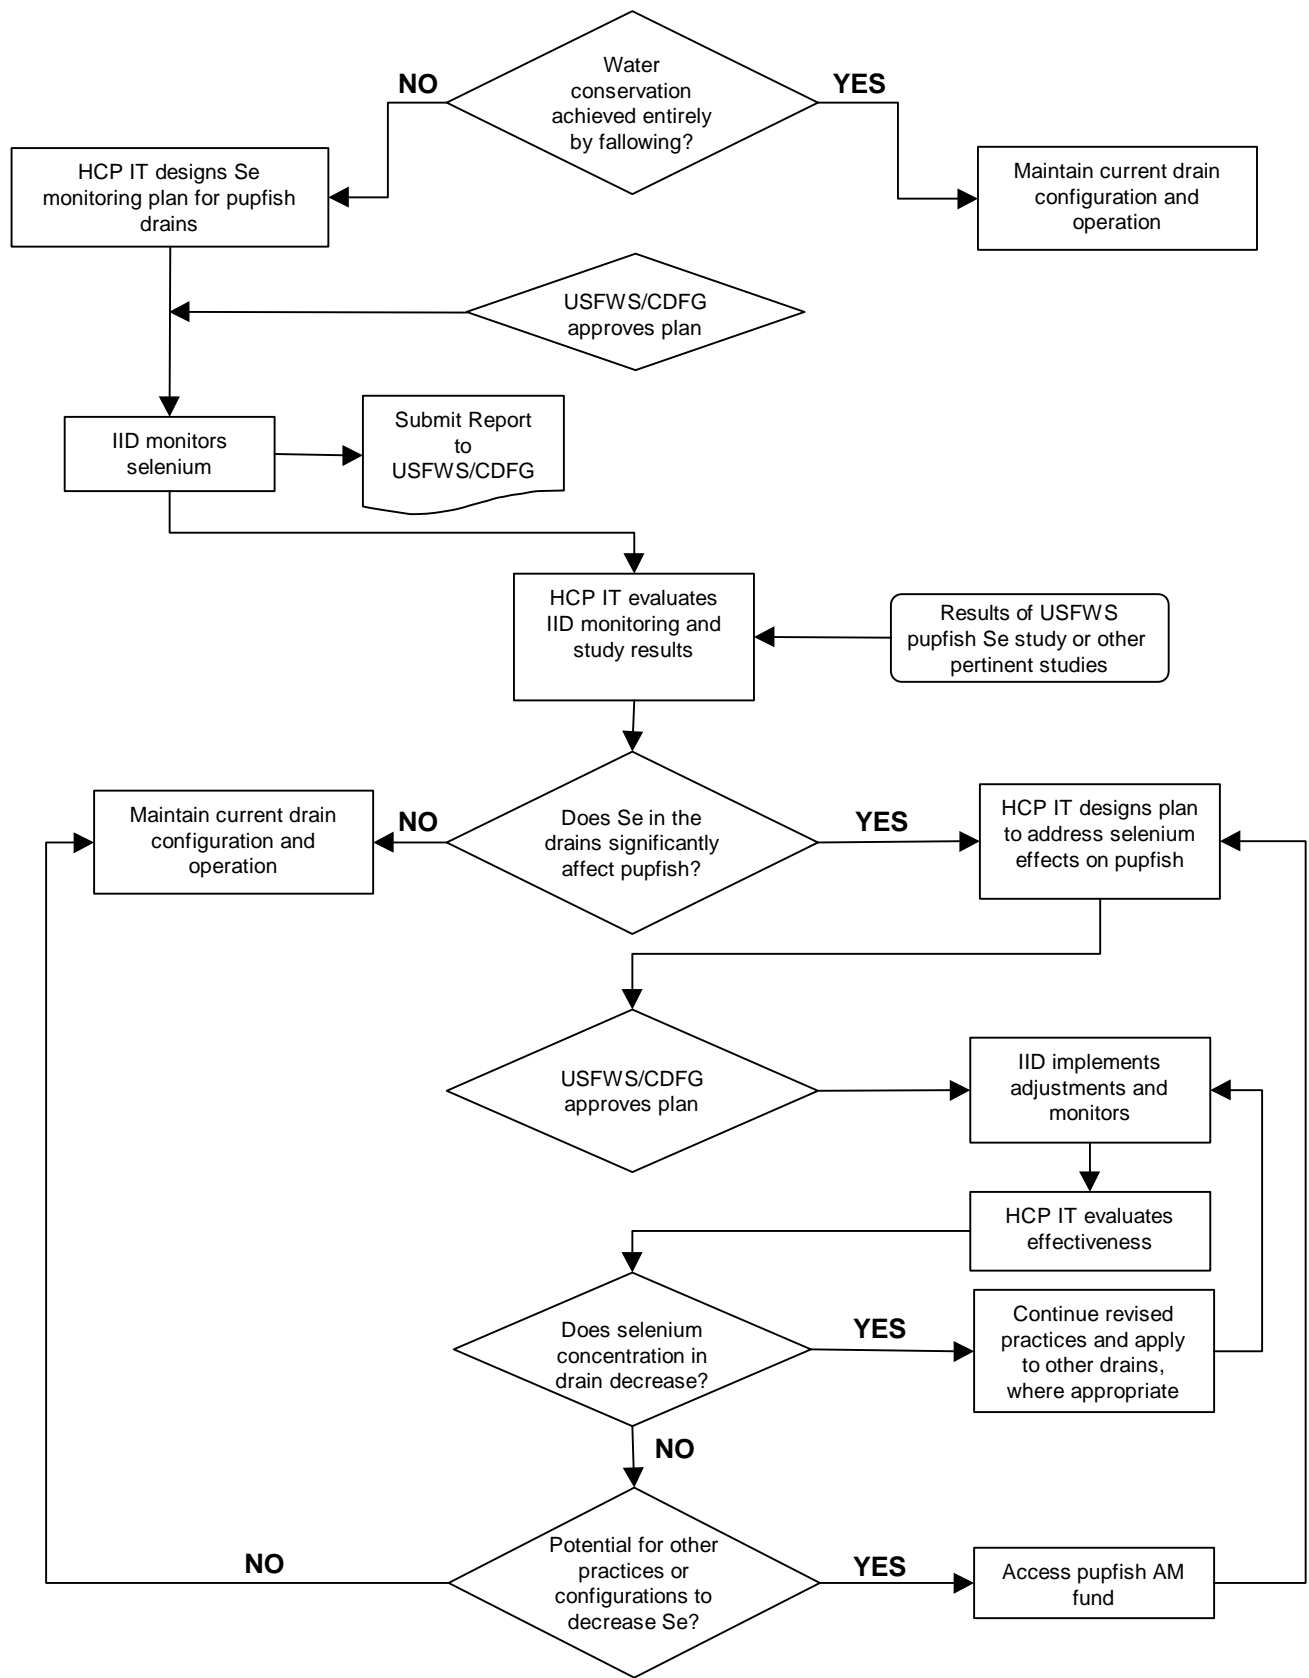 Water
conservation
achieved entirely
by fallowing?
NO
YES
HCP IT designs Se
monitoring plan for pupfish
drains
Maintain current drain
configuration and
operation
USFWS/CDFG
approves plan
IID monitors
selenium
Submit Report
to
USFWS/CDFG
HCP IT evaluates
IID monitoring and
study results
Results of USFWS
pupfish Se study or other
pertinent studies
Does Se in the
drains significantly
affect pupfish?
NO
YES
Maintain current drain
configuration and
operation
HCP IT designs plan
to address selenium
effects on pupfish
USFWS/CDFG
approves plan
IID implements
adjustments and
monitors
HCP IT evaluates
effectiveness
Does selenium
concentration in
drain decrease?
YES
Continue revised
practices and apply
to other drains,
where appropriate
NO
Potential for other
practices or
configurations to
decrease Se?
NO
YES
Access pupfish AM
fund